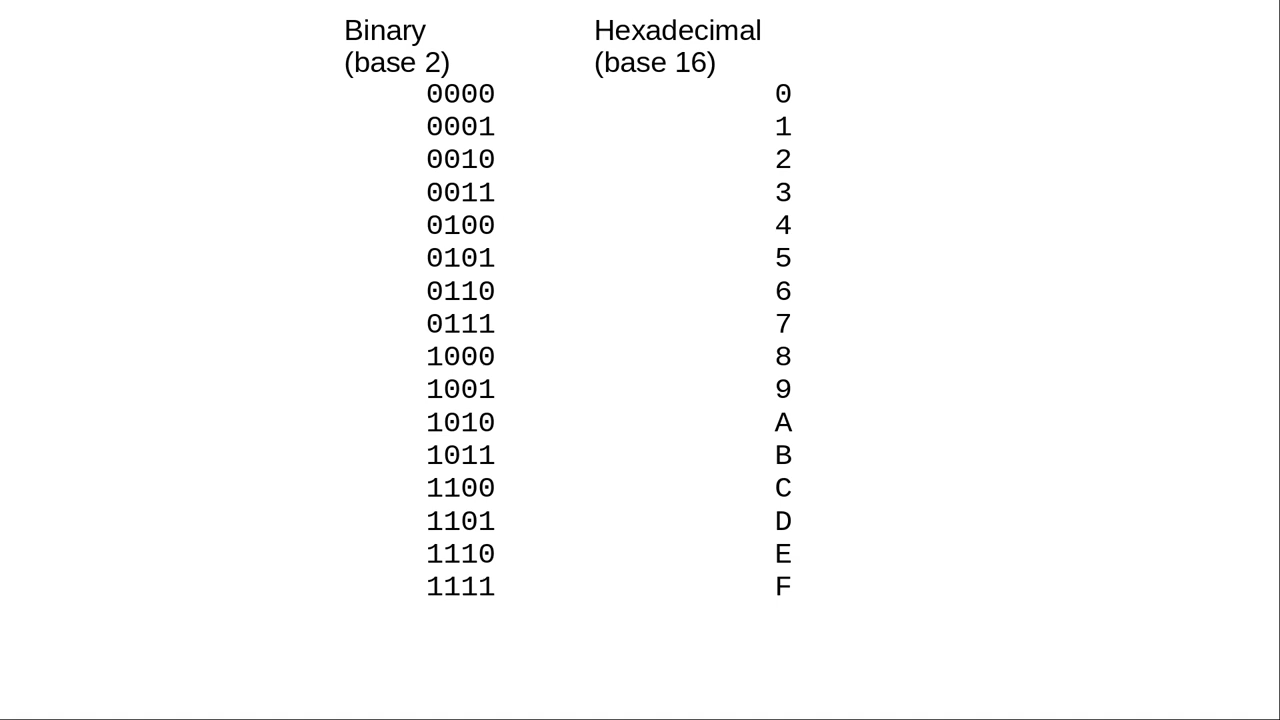 Binary Hexadecimal
(base 2) (base 16)
0000 0
0001 1
0010 2
0011 3
0100 4
0101 5
0110 6
0111 7
1000 8
1001 9
1010 A
1011 B
1100 C
1101 D
1110 E
1111 F